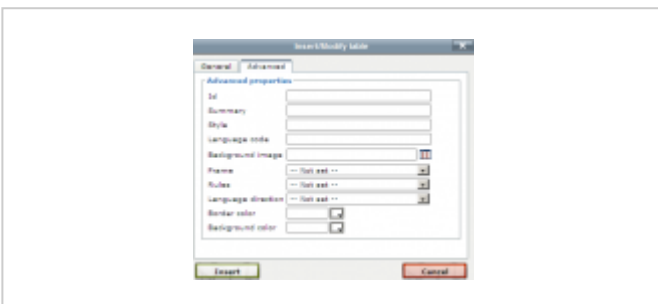 Insert/Modify table
General Advanced
Advanced properties
Id
Summary
Style
Language code
Background image
Frame -- Not set --
Rules -- Not set --
Language direction -- Not set --
Border color
Background color
Insert Cancel